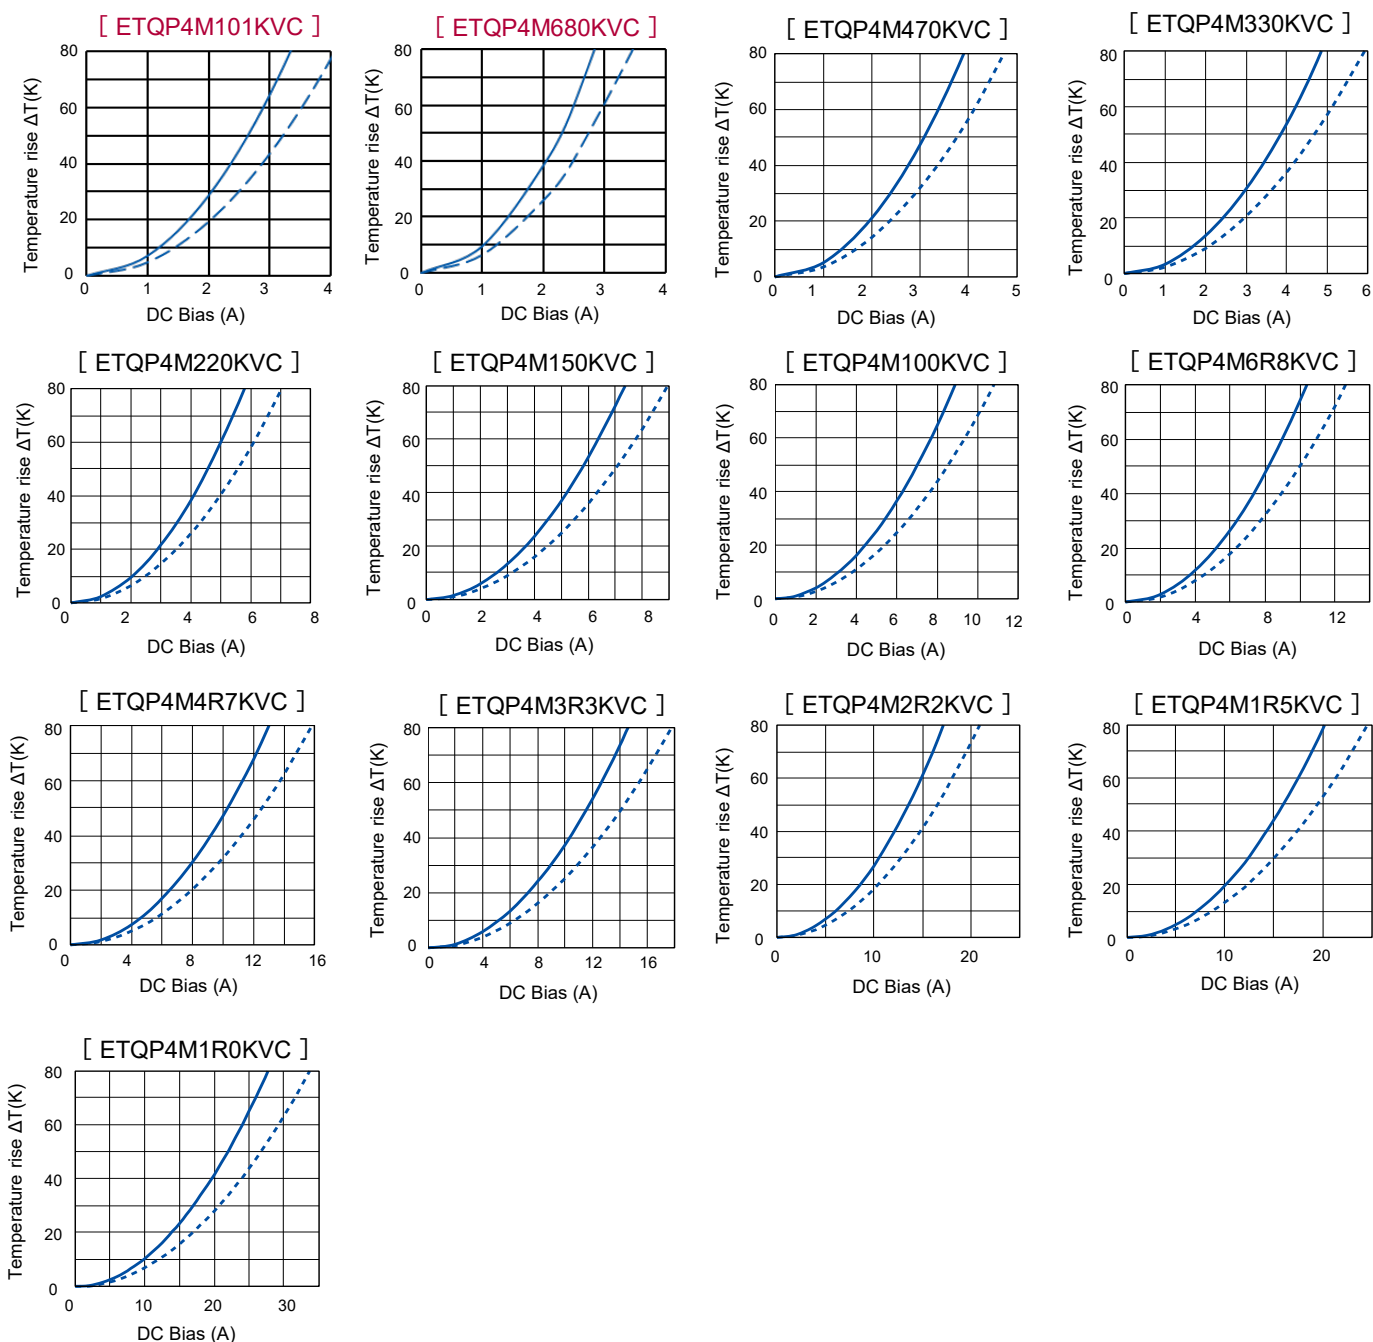 [ ETQP4M101KVC ]
Temperature rise ΔT(K)
80
60
40
20
0
0 1 2 3 4
DC Bias (A)
[ ETQP4M680KVC ]
Temperature rise ΔT(K)
80
60
40
20
0
0 1 2 3 4
DC Bias (A)
[ ETQP4M470KVC ]
Temperature rise ΔT(K)
80
60
40
20
0
0 1 2 3 4 5
DC Bias (A)
[ ETQP4M330KVC ]
Temperature rise ΔT(K)
80
60
40
20
0
0 1 2 3 4 5 6
DC Bias (A)
[ ETQP4M220KVC ]
Temperature rise ΔT(K)
80
60
40
20
0
0 2 4 6 8
DC Bias (A)
[ ETQP4M150KVC ]
Temperature rise ΔT(K)
80
60
40
20
0
0 2 4 6 8
DC Bias (A)
[ ETQP4M100KVC ]
Temperature rise ΔT(K)
80
60
40
20
0
0 2 4 6 8 10 12
DC Bias (A)
[ ETQP4M6R8KVC ]
Temperature rise ΔT(K)
80
60
40
20
0
0 4 8 10 12
DC Bias (A)
[ ETQP4M4R7KVC ]
Temperature rise ΔT(K)
80
60
40
20
0
0 4 8 12 16
DC Bias (A)
[ ETQP4M3R3KVC ]
Temperature rise ΔT(K)
80
60
40
20
0
0 4 8 12 16
DC Bias (A)
[ ETQP4M2R2KVC ]
Temperature rise ΔT(K)
80
60
40
20
0
0 10 20
DC Bias (A)
[ ETQP4M1R5KVC ]
Temperature rise ΔT(K)
80
60
40
20
0
0 10 20
DC Bias (A)
[ ETQP4M1R0KVC ]
Temperature rise ΔT(K)
80
60
40
20
0
0 10 20 30
DC Bias (A)